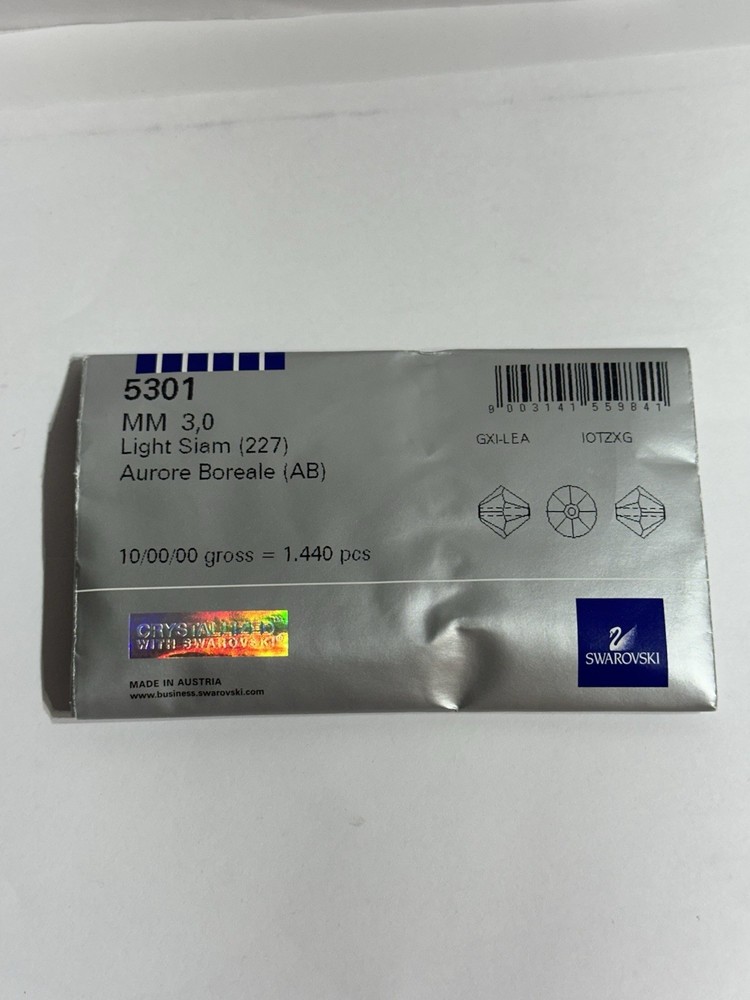 5301
MM 3,0
Light Siam (227)
Aurore Boreale (AB)
9 003141 559841
GXI-LEA IOTZXG
10/00/00 gross = 1.440 pcs
CRYSTALLIZED
WITH SWAROVSKI
MADE IN AUSTRIA
www.business.swarovski.com
SWAROVSKI